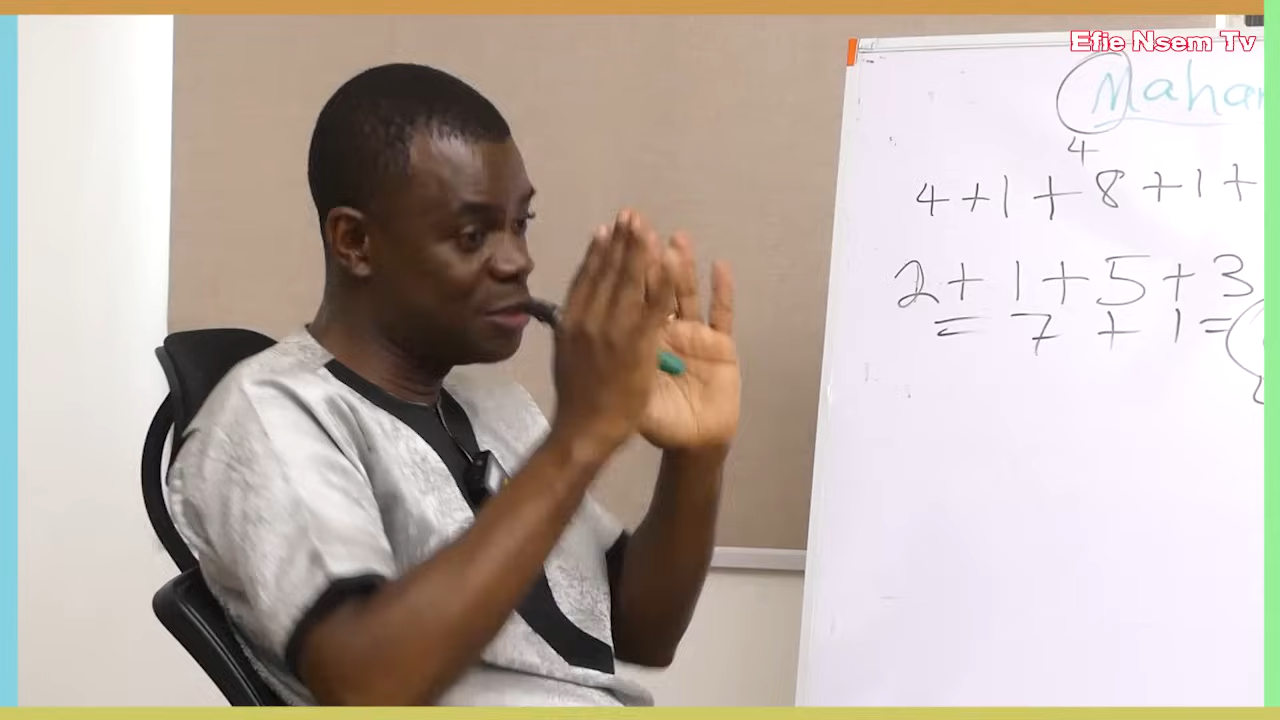 Efie Nsem Tv
Mahar
4
4+1+8+1+
2+1+5+3
= 7 + 1 =